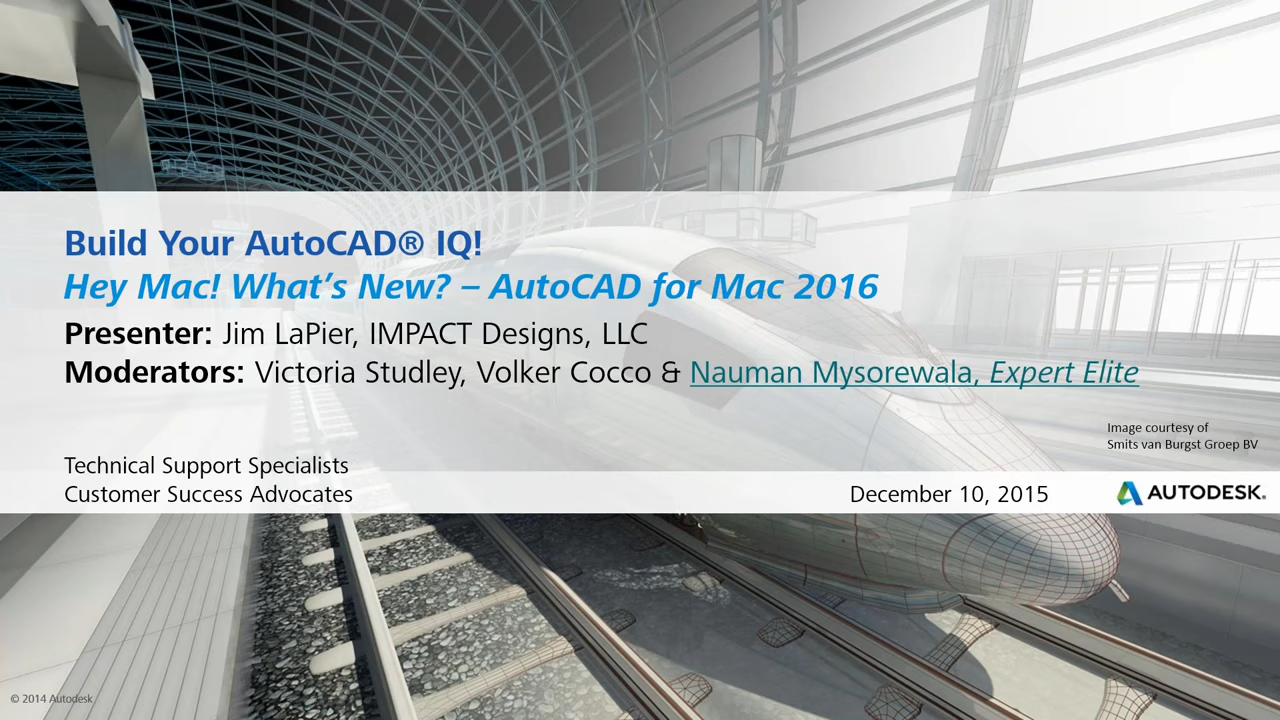 Build Your AutoCAD® IQ!
Hey Mac! What's New? – AutoCAD for Mac 2016
Presenter: Jim LaPier, IMPACT Designs, LLC
Moderators: Victoria Studley, Volker Cocco & Nauman Mysorewala, Expert Elite
Image courtesy of
Smits van Burgst Groep BV
Technical Support Specialists
Customer Success Advocates
December 10, 2015
AUTODESK.
© 2014 Autodesk